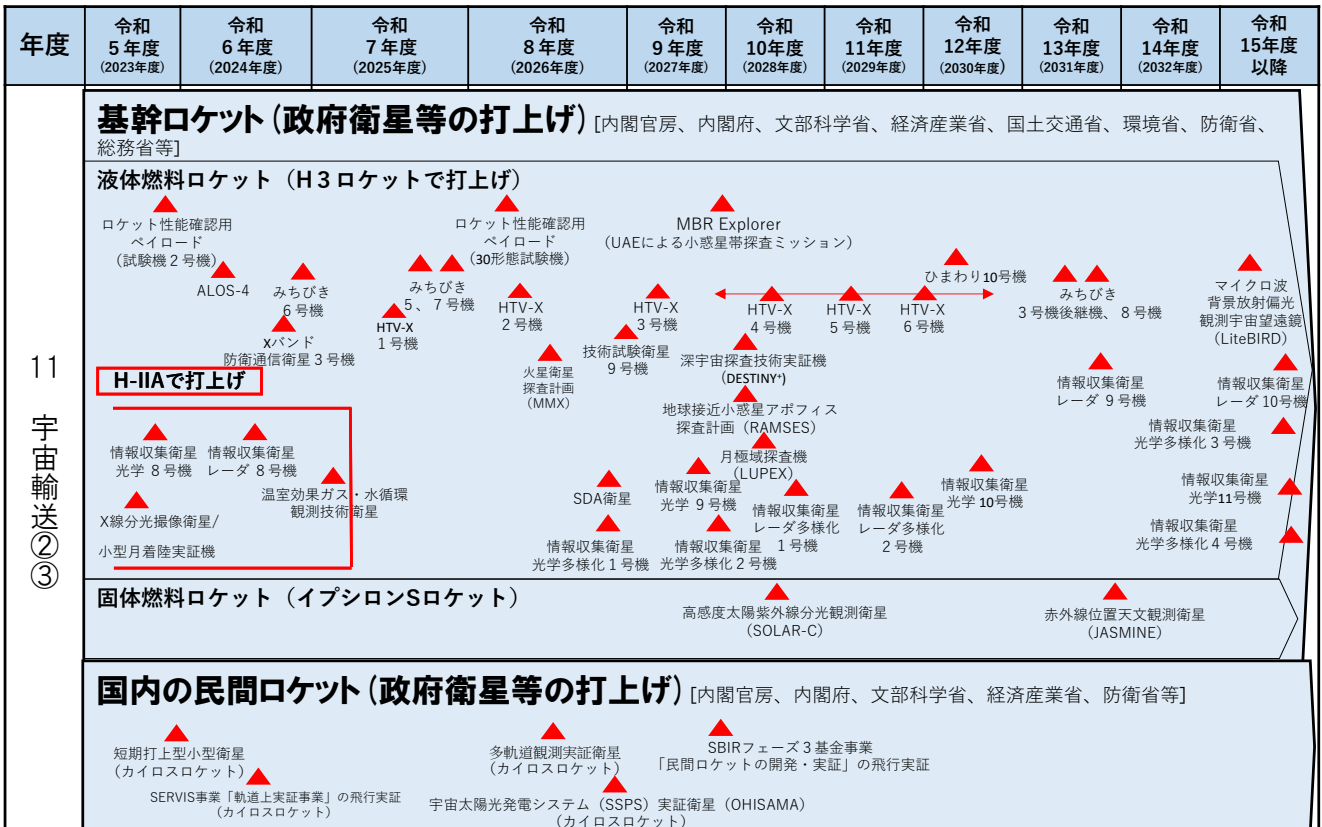 年度
令和
5年度
(2023年度)
令和
6年度
(2024年度)
令和
7年度
(2025年度)
令和
8年度
(2026年度)
令和
9年度
(2027年度)
令和
10年度
(2028年度)
令和
11年度
(2029年度)
令和
12年度
(2030年度)
令和
13年度
(2031年度)
令和
14年度
(2032年度)
令和
15年度
以降
11 宇宙輸送②③
基幹ロケット(政府衛星等の打上げ) [内閣官房、内閣府、文部科学省、経済産業省、国土交通省、環境省、防衛省、
総務省等]
液体燃料ロケット(H3ロケットで打上げ)
ロケット性能確認用
ペイロード
(試験機2号機)
ALOS-4
みちびき
6号機
Xバンド
防衛通信衛星3号機
みちびき
5、7号機
HTV-X
1号機
ロケット性能確認用
ペイロード
(30形態試験機)
HTV-X
2号機
火星衛星
探査計画
(MMX)
技術試験衛星
9号機
HTV-X
3号機
MBR Explorer
(UAEによる小惑星帯探査ミッション)
HTV-X
4号機
HTV-X
5号機
HTV-X
6号機
深宇宙探査技術実証機
(DESTINY⁺)
地球接近小惑星アポフィス
探査計画(RAMSES)
月極域探査機
(LUPEX)
ひまわり10号機
みちびき
3号機後継機、8号機
マイクロ波
背景放射偏光
観測宇宙望遠鏡
(LiteBIRD)
情報収集衛星
レーダ 9号機
情報収集衛星
レーダ 10号機
情報収集衛星
光学多様化3号機
H-IIAで打上げ
情報収集衛星
光学 8号機
情報収集衛星
レーダ 8号機
温室効果ガス・水循環
観測技術衛星
X線分光撮像衛星/
小型月着陸実証機
SDA衛星
情報収集衛星
光学多様化1号機
情報収集衛星
光学 9号機
情報収集衛星
光学多様化2号機
情報収集衛星
レーダ多様化
1号機
情報収集衛星
レーダ多様化
2号機
情報収集衛星
光学 10号機
情報収集衛星
光学11号機
情報収集衛星
光学多様化4号機
固体燃料ロケット(イプシロンSロケット)
高感度太陽紫外線分光観測衛星
(SOLAR-C)
赤外線位置天文観測衛星
(JASMINE)
国内の民間ロケット(政府衛星等の打上げ) [内閣官房、内閣府、文部科学省、経済産業省、防衛省等]
短期打上型小型衛星
(カイロスロケット)
SERVIS事業「軌道上実証事業」の飛行実証
(カイロスロケット)
多軌道観測実証衛星
(カイロスロケット)
宇宙太陽光発電システム(SSPS)実証衛星(OHISAMA)
(カイロスロケット)
SBIRフェーズ3基金事業
「民間ロケットの開発・実証」の飛行実証